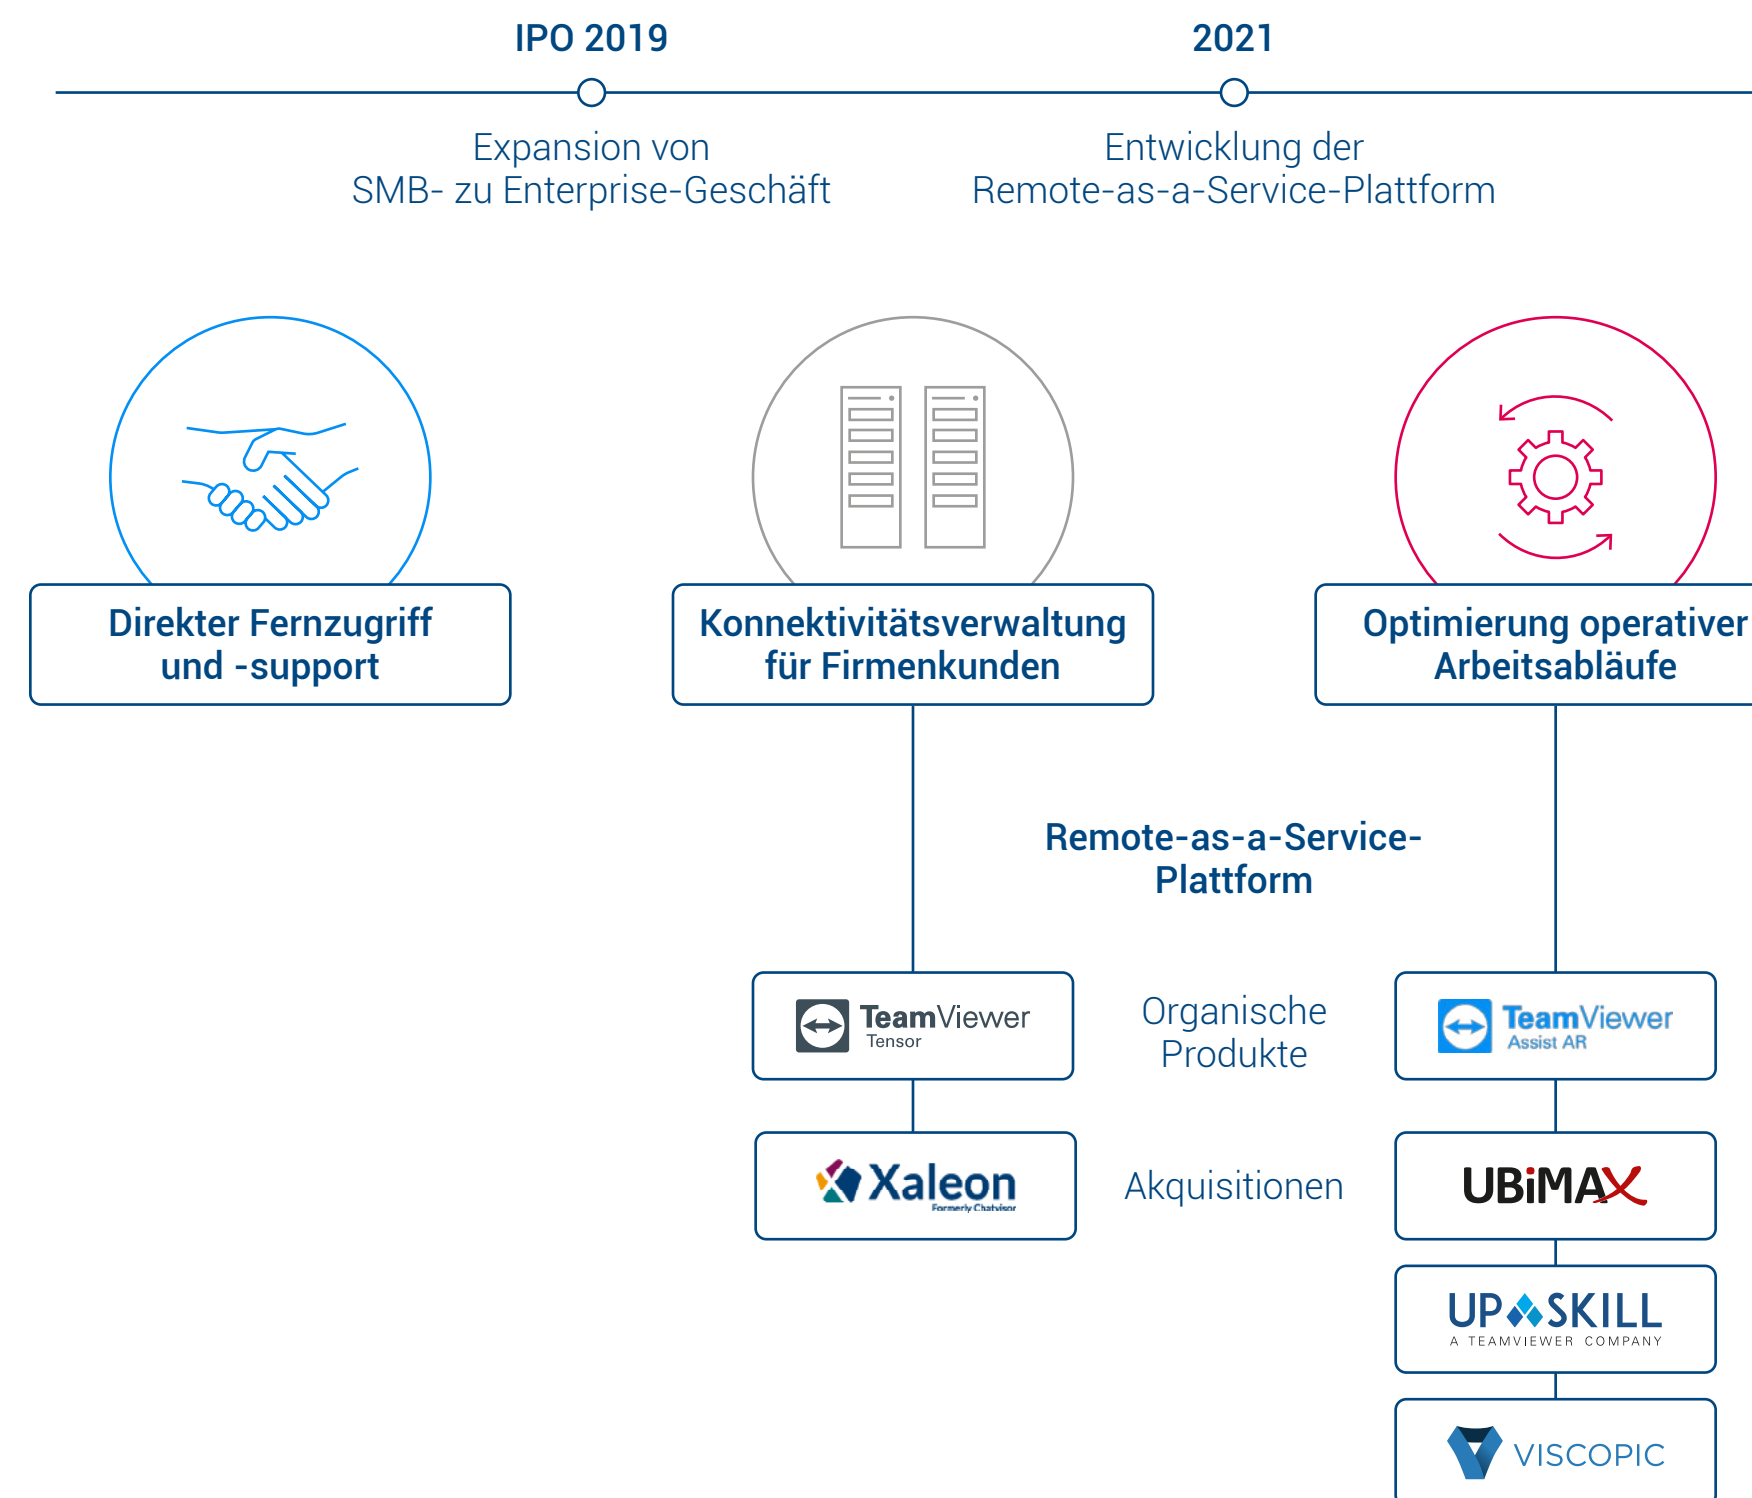 IPO 2019
2021
Expansion von
SMB- zu Enterprise-Geschäft
Entwicklung der
Remote-as-a-Service-Plattform
Direkter Fernzugriff
und -support
Konnektivitätsverwaltung
für Firmenkunden
Optimierung operativer
Arbeitsabläufe
Remote-as-a-Service-
Plattform
TeamViewer
Tensor
Organische
Produkte
TeamViewer
Assist AR
Xaleon
Formerly Chatvisor
Akquisitionen
UBiMAX
UPSKILL
A TEAMVIEWER COMPANY
VISCOPIC